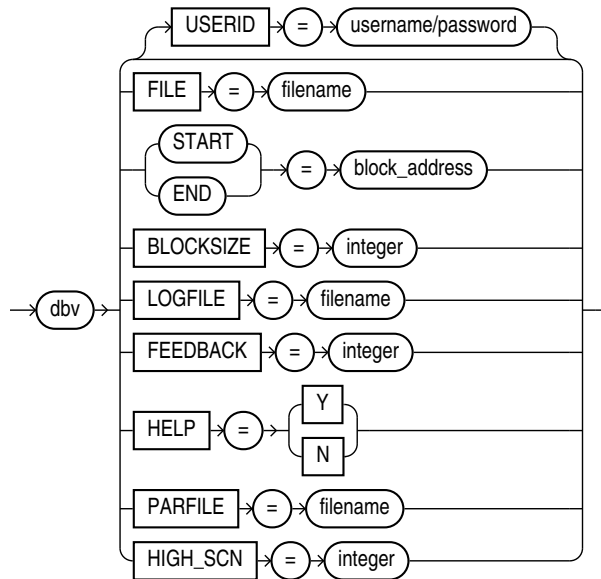 USERID = username/password
FILE = filename
START
END
= block_address
BLOCKSIZE = integer
dbv
LOGFILE = filename
FEEDBACK = integer
HELP =
Y
N
PARFILE = filename
HIGH_SCN = integer